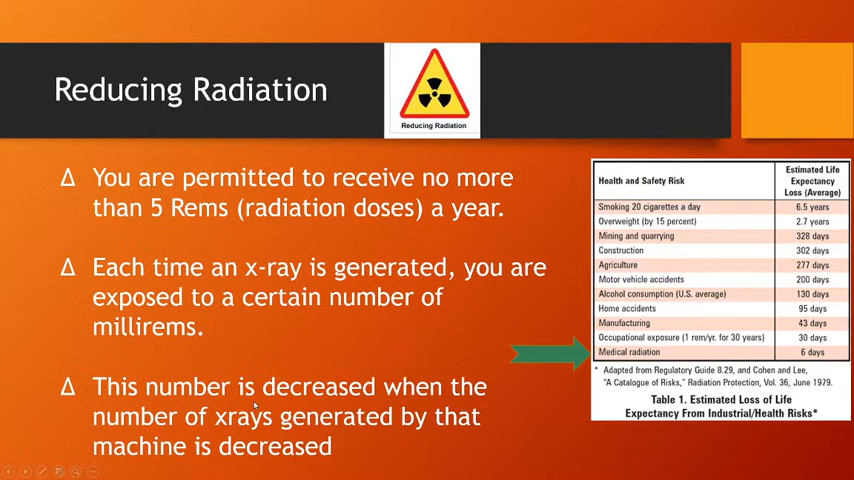 Reducing Radiation
Reducing Radiation
Δ You are permitted to receive no more
than 5 Rems (radiation doses) a year.
Δ Each time an x-ray is generated, you are
exposed to a certain number of
millirems.
Δ This number is decreased when the
number of xrays generated by that
machine is decreased
Health and Safety Risk Estimated Life Expectancy Loss (Average)
Smoking 20 cigarettes a day 6.5 years
Overweight (by 15 percent) 2.7 years
Mining and quarrying 328 days
Construction 302 days
Agriculture 277 days
Motor vehicle accidents 200 days
Alcohol consumption (U.S. average) 130 days
Home accidents 95 days
Manufacturing 43 days
Occupational exposure (1 rem/yr. for 30 years) 30 days
Medical radiation 6 days
* Adapted from Regulatory Guide 8.29, and Cohen and Lee,
"A Catalogue of Risks," Radiation Protection, Vol. 36, June 1979.
Table 1. Estimated Loss of Life
Expectancy From Industrial/Health Risks*